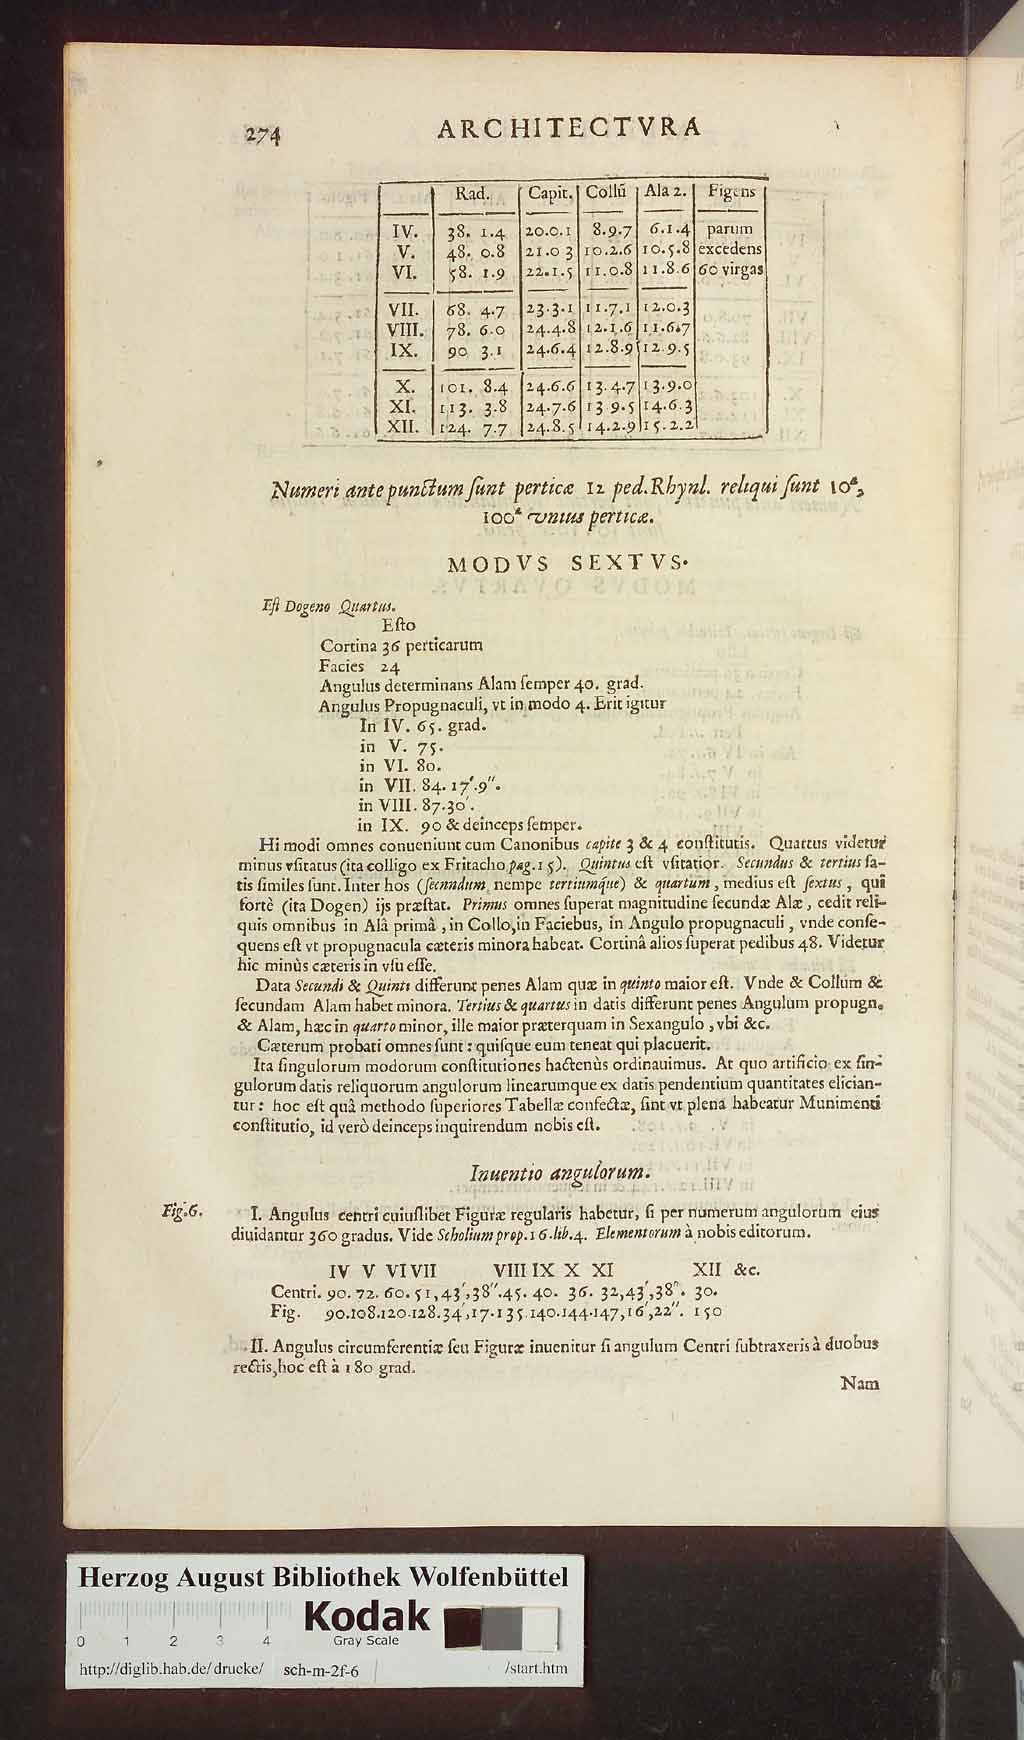 274 ARCHITECTVRA
Rad. Capit. Collũ Ala 2. Figens
IV. 38. 1.4 20.0.1 8.9.7 6.1.4 parum
V. 48. 0.8 21.0 3 10.2.6 10.5.8 excedens
VI. 58. 1.9 22.1.5 11.0.8 11.8.6 60 virgas
VII. 68. 4.7 23.3.1 11.7.1 12.0.3
VIII. 78. 6.0 24.4.8 12.1.6 11.6.7
IX. 90 3.1 24.6.4 12.8.9 12.9.5
X. 101. 8.4 24.6.6 13.4.7 13.9.0
XI. 113. 3.8 24.7.6 13 9.5 14.6.3
XII. 124. 7.7 24.8.5 14.2.9 15.2.2
Numeri ante punctum ſunt perticæ 12 ped. Rhynl. reliqui ſunt 10ª,
100ª vnius perticæ.
MODVS SEXTVS.
Eſt Dogeno Quartus.
Eſto
Cortina 36 perticarum
Facies 24
Angulus determinans Alam ſemper 40. grad.
Angulus Propugnaculi, vt in modo 4. Erit igitur
In IV. 65. grad.
in V. 75.
in VI. 80.
in VII. 84. 17′.9″.
in VIII. 87.30′.
in IX. 90 & deinceps ſemper.
Hi modi omnes conueniunt cum Canonibus capite 3 & 4 conſtitutis. Quartus videtur
minus vſitatus (ita colligo ex Fritacho pag. 15). Quintus eſt vſitatior. Secundus & tertius ſa-
tis ſimiles ſunt. Inter hos (ſecundum nempe tertiumq́ue) & quartum, medius eſt ſextus, qui
fortè (ita Dogen) ijs præſtat. Primus omnes ſuperat magnitudine ſecundæ Alæ, cedit reli-
quis omnibus in Alâ primâ, in Collo, in Faciebus, in Angulo propugnaculi, vnde conſe-
quens eſt vt propugnacula cæteris minora habeat. Cortinâ alios ſuperat pedibus 48. Videtur
hic minùs cæteris in vſu eſſe.
Data Secundi & Quinti differunt penes Alam quæ in quinto maior eſt. Vnde & Collum &
ſecundam Alam habet minora. Tertius & quartus in datis differunt penes Angulum propugn.
& Alam, hæc in quarto minor, ille maior præterquam in Sexangulo, vbi &c.
Cæterum probati omnes ſunt: quiſque eum teneat qui placuerit.
Ita ſingulorum modorum conſtitutiones hactenùs ordinauimus. At quo artificio ex ſin-
gulorum datis reliquorum angulorum linearumque ex datis pendentium quantitates elician-
tur: hoc eſt quâ methodo ſuperiores Tabellæ confectæ, ſint vt plena habeatur Munimenti
conſtitutio, id verò deinceps inquirendum nobis eſt.
Inuentio angulorum.
Fig.6. I. Angulus centri cuiuſlibet Figuræ regularis habetur, ſi per numerum angulorum eius
diuidantur 360 gradus. Vide Scholium prop. 16. lib. 4. Elementorum à nobis editorum.
IV V VI VII VIII IX X XI XII &c.
Centri. 90. 72. 60. 51,43′,38″.45. 40. 36. 32,43′,38″. 30.
Fig. 90.108.120.128.34′,17.135.140.144.147,16′,22″. 150
II. Angulus circumferentiæ ſeu Figuræ inuenitur ſi angulum Centri ſubtraxeris à duobus
rectis, hoc eſt à 180 grad.
Nam
Herzog August Bibliothek Wolfenbüttel
0 1 2 3 4 Kodak
Gray Scale
http://diglib.hab.de/drucke/ sch-m-2f-6 /start.htm